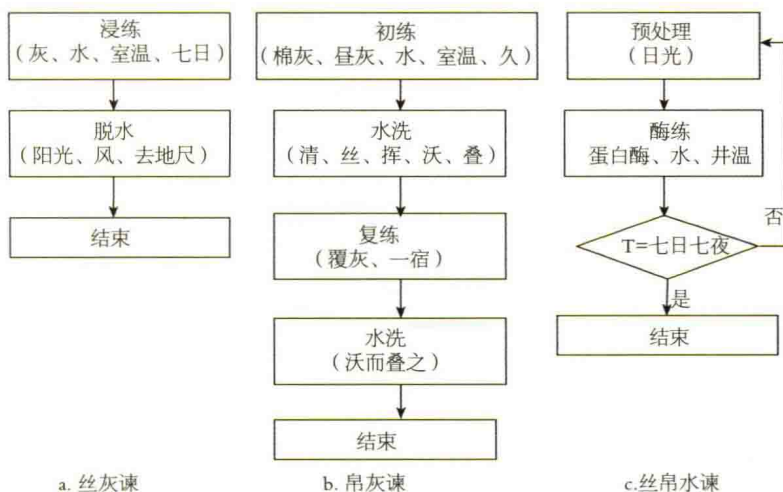 浸练
（灰、水、室温、七日）
脱水
（阳光、风、去地尺）
结束
a. 丝灰谏
初练
（棉灰、昼灰、水、室温、久）
水洗
（清、丝、挥、沃、叠）
复练
（覆灰、一宿）
水洗
（沃而叠之）
结束
b. 帛灰谏
预处理
（日光）
酶练
蛋白酶、水、井温
T=七日七夜
否
是
结束
c.丝帛水谏